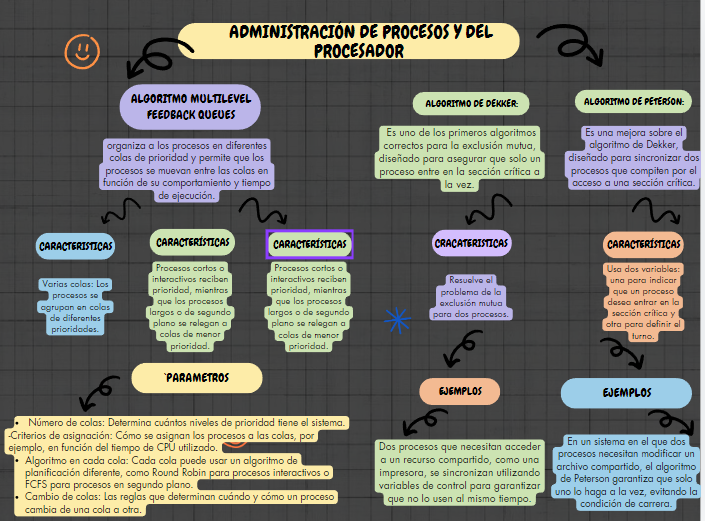 ADMINISTRACIÓN DE PROCESOS Y DEL
PROCESADOR
ALGORITMO MULTILEVEL
FEEDBACK QUEUES
organiza a los procesos en diferentes
colas de prioridad y permite que los
procesos se muevan entre las colas en
función de su comportamiento y tiempo
de ejecución.
CARACTERISTICAS
Varias colas: Los
procesos se
agrupan en colas
de diferentes
prioridades.
CARACTERÍSTICAS
Procesos cortos o
interactivos reciben
prioridad, mientras
que los procesos
largos o de segundo
plano se relegan a
colas de menor
prioridad.
CARACTERÍSTICAS
Procesos cortos o
interactivos reciben
prioridad, mientras
que los procesos
largos o de segundo
plano se relegan a
colas de menor
prioridad.
`PARAMETROS
• Número de colas: Determina cuántos niveles de prioridad tiene el sistema.
-Criterios de asignación: Cómo se asignan los procesos a las colas, por
ejemplo, en función del tiempo de CPU utilizado.
• Algoritmo en cada cola: Cada cola puede usar un algoritmo de
planificación diferente, como Round Robin para procesos interactivos o
FCFS para procesos en segundo plano.
• Cambio de colas: Las reglas que determinan cuándo y cómo un proceso
cambia de una cola a otra.
ALGORITMO DE DEKKER:
Es uno de los primeros algoritmos
correctos para la exclusión mutua,
diseñado para asegurar que solo un
proceso entre en la sección crítica a
la vez.
CRACATERISTICAS
Resuelve el
problema de la
exclusión mutua
para dos procesos.
EJEMPLOS
Dos procesos que necesitan acceder
a un recurso compartido, como una
impresora, se sincronizan utilizando
variables de control para garantizar
que no lo usen al mismo tiempo.
ALGORITMO DE PETERSON:
Es una mejora sobre el
algoritmo de Dekker,
diseñado para sincronizar dos
procesos que compiten por el
acceso a una sección crítica.
CARACTERÍSTICAS
Usa dos variables:
una para indicar
que un proceso
desea entrar en la
sección crítica y
otra para definir el
turno.
EJEMPLOS
En un sistema en el que dos
procesos necesitan modificar un
archivo compartido, el algoritmo
de Peterson garantiza que solo
uno lo haga a la vez, evitando la
condición de carrera.